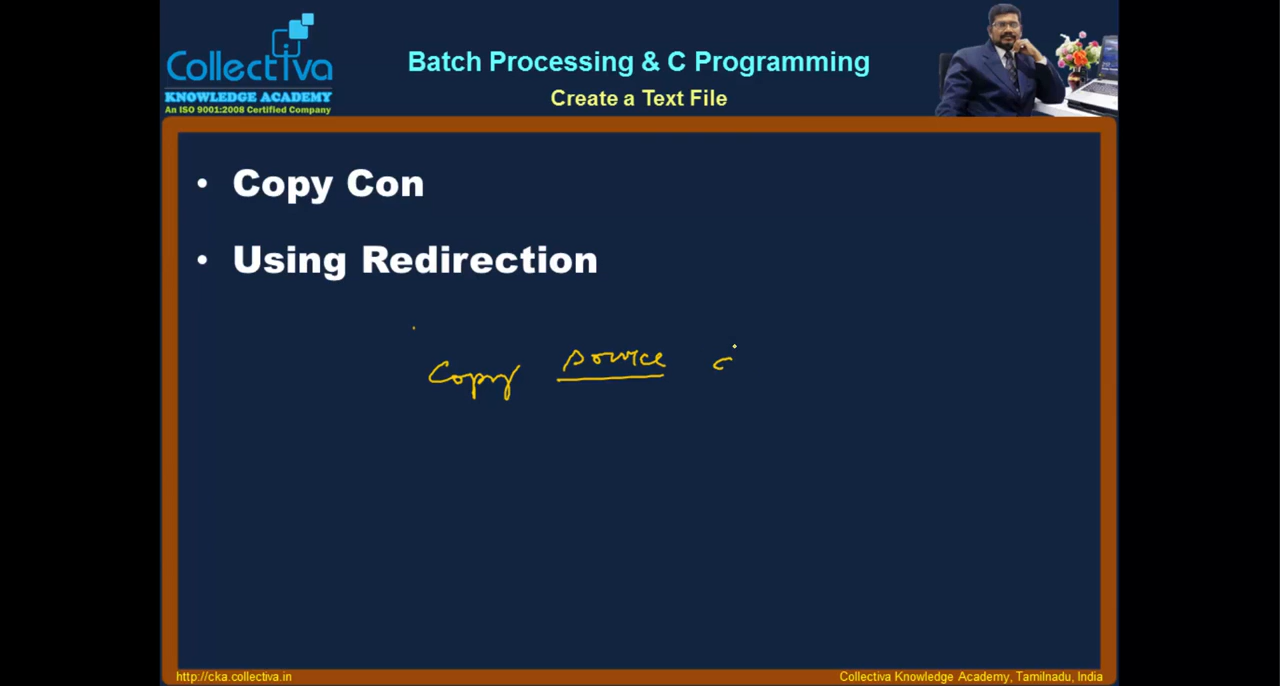 Collectiva
KNOWLEDGE ACADEMY
An ISO 9001:2008 Certified Company
Batch Processing & C Programming
Create a Text File
• Copy Con
• Using Redirection
Copy source
http://cka.collectiva.in
Collectiva Knowledge Academy, Tamilnadu, India